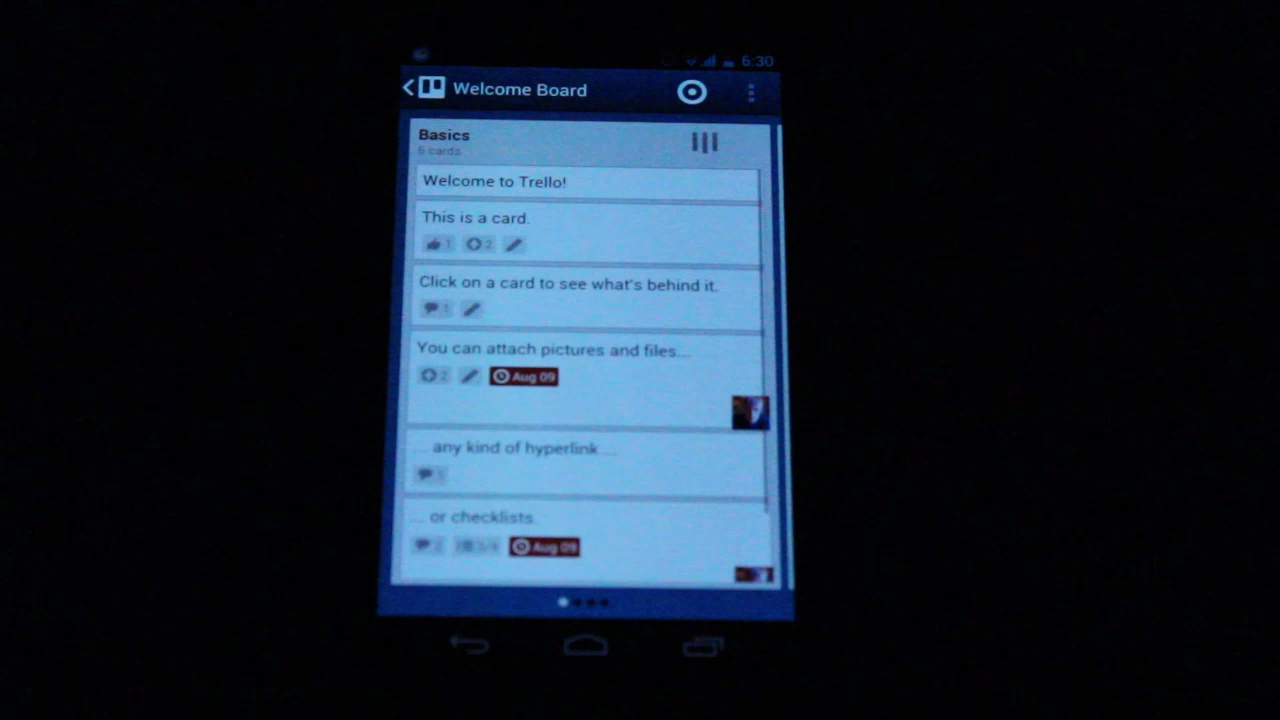 6:30
Welcome Board
Basics
6 cards
Welcome to Trello!
This is a card.
1 2
Click on a card to see what's behind it.
You can attach pictures and files...
2 Aug 09
... any kind of hyperlink ...
... or checklists.
3/4 Aug 09